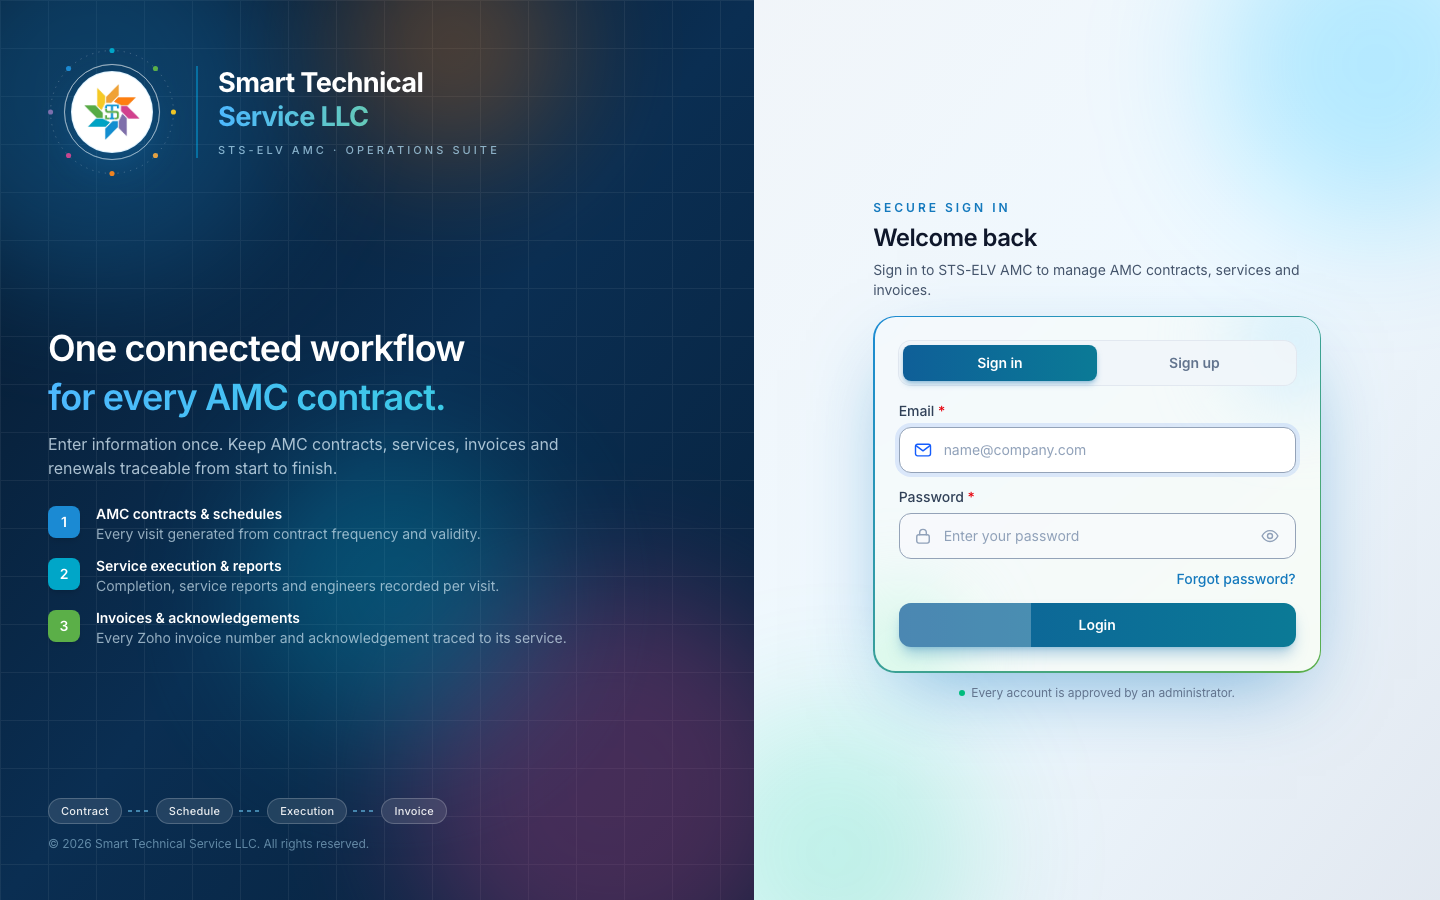 Smart Technical
Service LLC
STS-ELV AMC · OPERATIONS SUITE
One connected workflow
for every AMC contract.
Enter information once. Keep AMC contracts, services, invoices and
renewals traceable from start to finish.
1
AMC contracts & schedules
Every visit generated from contract frequency and validity.
2
Service execution & reports
Completion, service reports and engineers recorded per visit.
3
Invoices & acknowledgements
Every Zoho invoice number and acknowledgement traced to its service.
Contract
Schedule
Execution
Invoice
© 2026 Smart Technical Service LLC. All rights reserved.
SECURE SIGN IN
Welcome back
Sign in to STS-ELV AMC to manage AMC contracts, services and
invoices.
Sign in
Sign up
Email *
name@company.com
Password *
Enter your password
Forgot password?
Login
Every account is approved by an administrator.